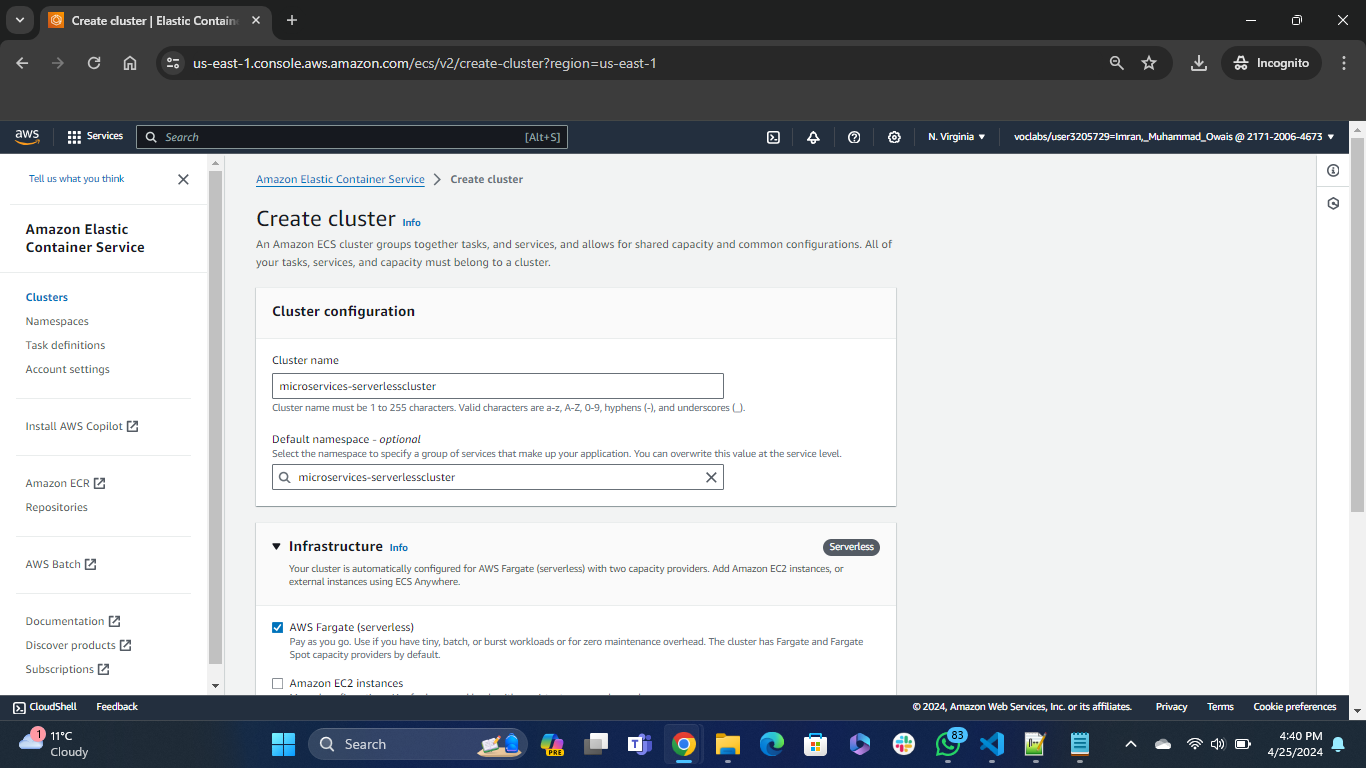 Create cluster | Elastic Contain
us-east-1.console.aws.amazon.com/ecs/v2/create-cluster?region=us-east-1
Incognito
aws
Services
Search
[Alt+S]
N. Virginia
voclabs/user3205729=Imran,_Muhammad_Owais @ 2171-2006-4673
Tell us what you think
Amazon Elastic
Container Service
Clusters
Namespaces
Task definitions
Account settings
Install AWS Copilot
Amazon ECR
Repositories
AWS Batch
Documentation
Discover products
Subscriptions
Amazon Elastic Container Service
Create cluster
Create cluster Info
An Amazon ECS cluster groups together tasks, and services, and allows for shared capacity and common configurations. All of
your tasks, services, and capacity must belong to a cluster.
Cluster configuration
Cluster name
microservices-serverlesscluster
Cluster name must be 1 to 255 characters. Valid characters are a-z, A-Z, 0-9, hyphens (-), and underscores (_).
Default namespace - optional
Select the namespace to specify a group of services that make up your application. You can overwrite this value at the service level.
microservices-serverlesscluster
Infrastructure Info
Serverless
Your cluster is automatically configured for AWS Fargate (serverless) with two capacity providers. Add Amazon EC2 instances, or
external instances using ECS Anywhere.
AWS Fargate (serverless)
Pay as you go. Use if you have tiny, batch, or burst workloads or for zero maintenance overhead. The cluster has Fargate and Fargate
Spot capacity providers by default.
Amazon EC2 instances
CloudShell
Feedback
© 2024, Amazon Web Services, Inc. or its affiliates.
Privacy
Terms
Cookie preferences
1
11°C
Cloudy
Search
PRE
83
4:40 PM
4/25/2024